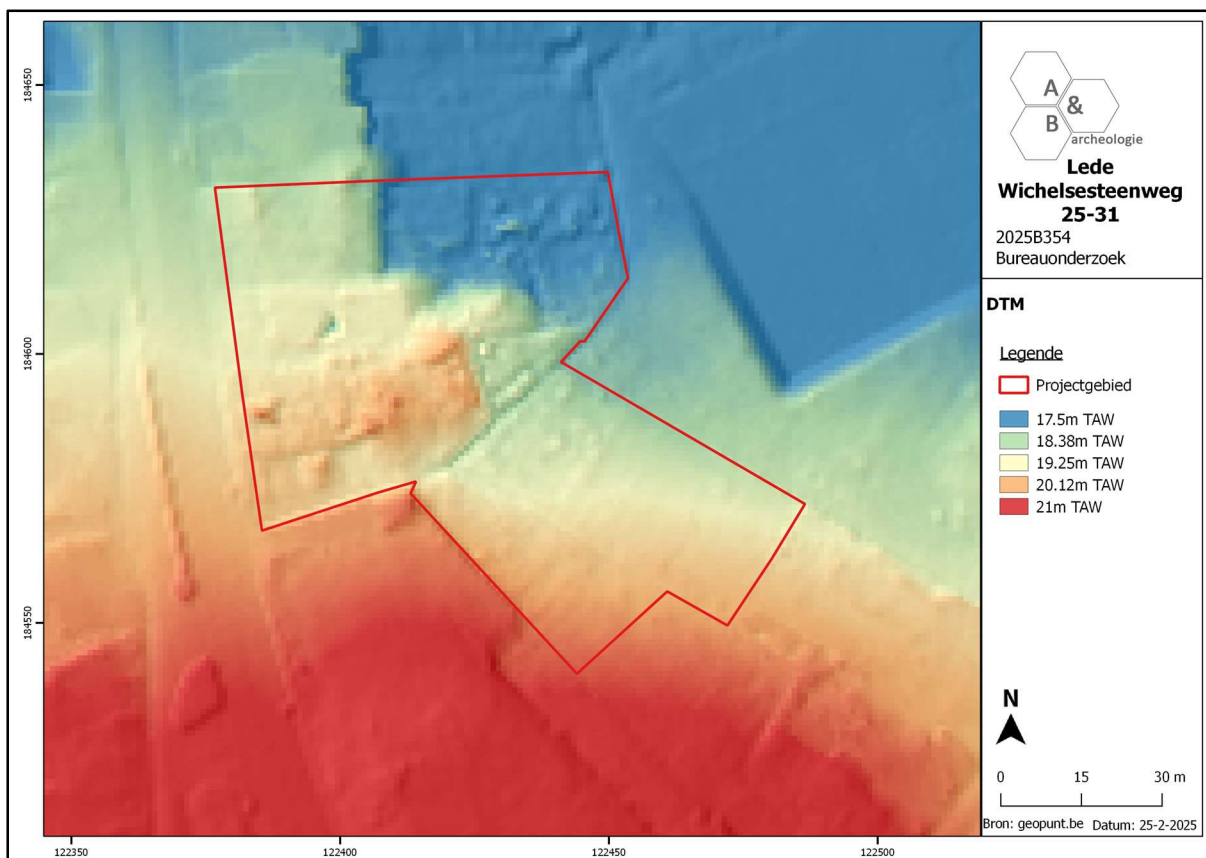 A
&
B
archeologie
Lede
Wichelsesteenweg
25-31
2025B354
Bureauonderzoek
DTM
Legende
Projectgebied
17.5m TAW
18.38m TAW
19.25m TAW
20.12m TAW
21m TAW
N
0 15 30 m
Bron: geopunt.be Datum: 25-2-2025
184650
184600
184550
122350 122400 122450 122500